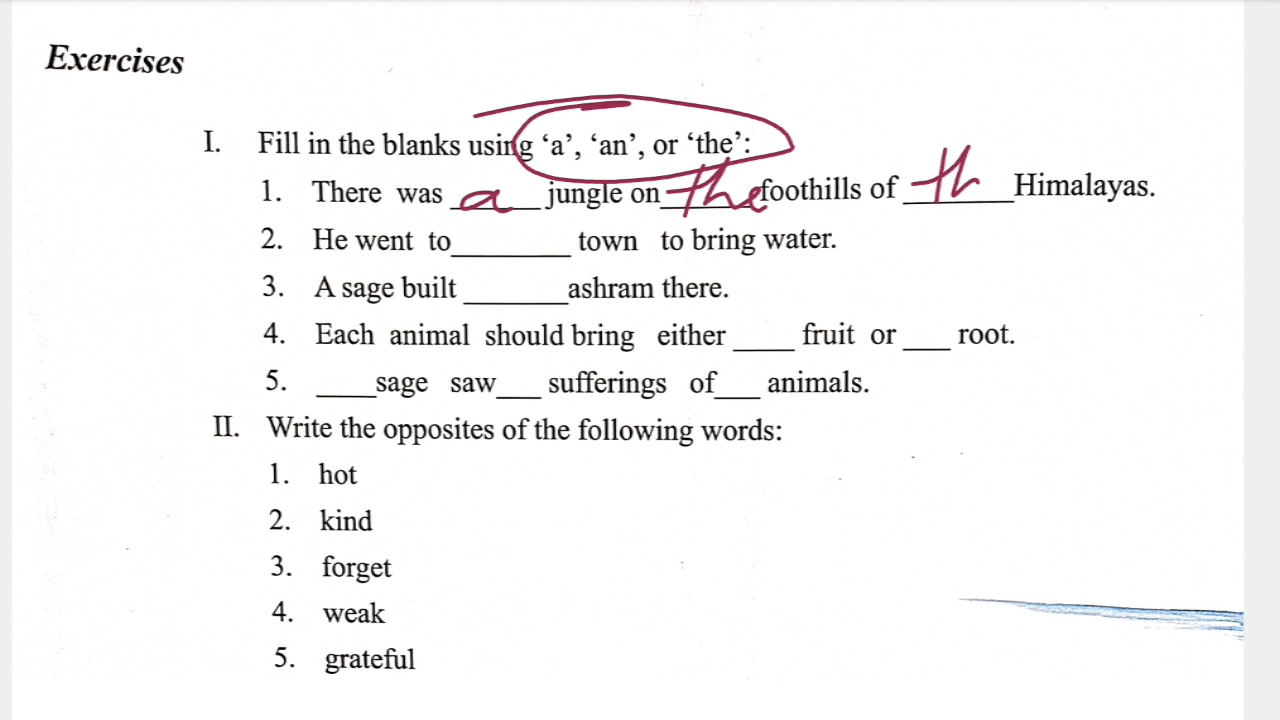 Exercises
I. Fill in the blanks using ‘a’, ‘an’, or ‘the’:
1. There was a jungle on the foothills of th Himalayas.
2. He went to ________ town to bring water.
3. A sage built _______ ashram there.
4. Each animal should bring either ____ fruit or ___ root.
5. ____ sage saw ___ sufferings of ___ animals.
II. Write the opposites of the following words:
1. hot
2. kind
3. forget
4. weak
5. grateful